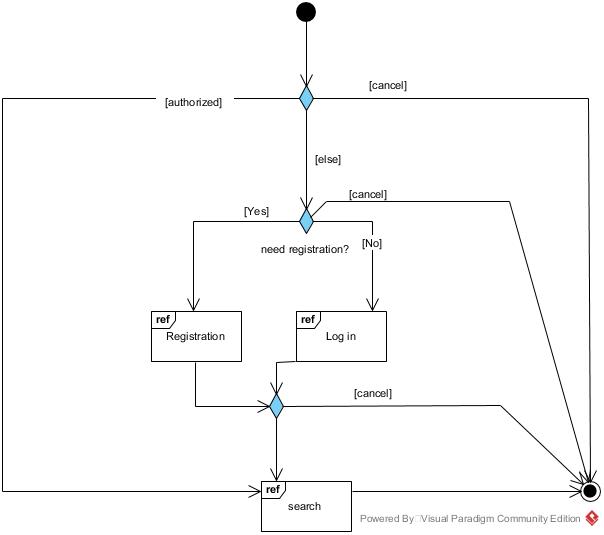 [cancel]
[authorized]
[else]
[cancel]
[Yes]
[No]
need registration?
ref
Registration
ref
Log in
[cancel]
ref
search
Powered By Visual Paradigm Community Edition